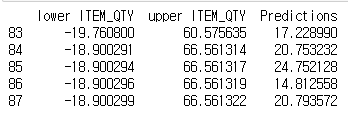 lower ITEM_QTY upper ITEM_QTY Predictions
83 -19.760800 60.575635 17.228990
84 -18.900291 66.561314 20.753232
85 -18.900294 66.561317 24.752128
86 -18.900296 66.561319 14.812558
87 -18.900299 66.561322 20.793572